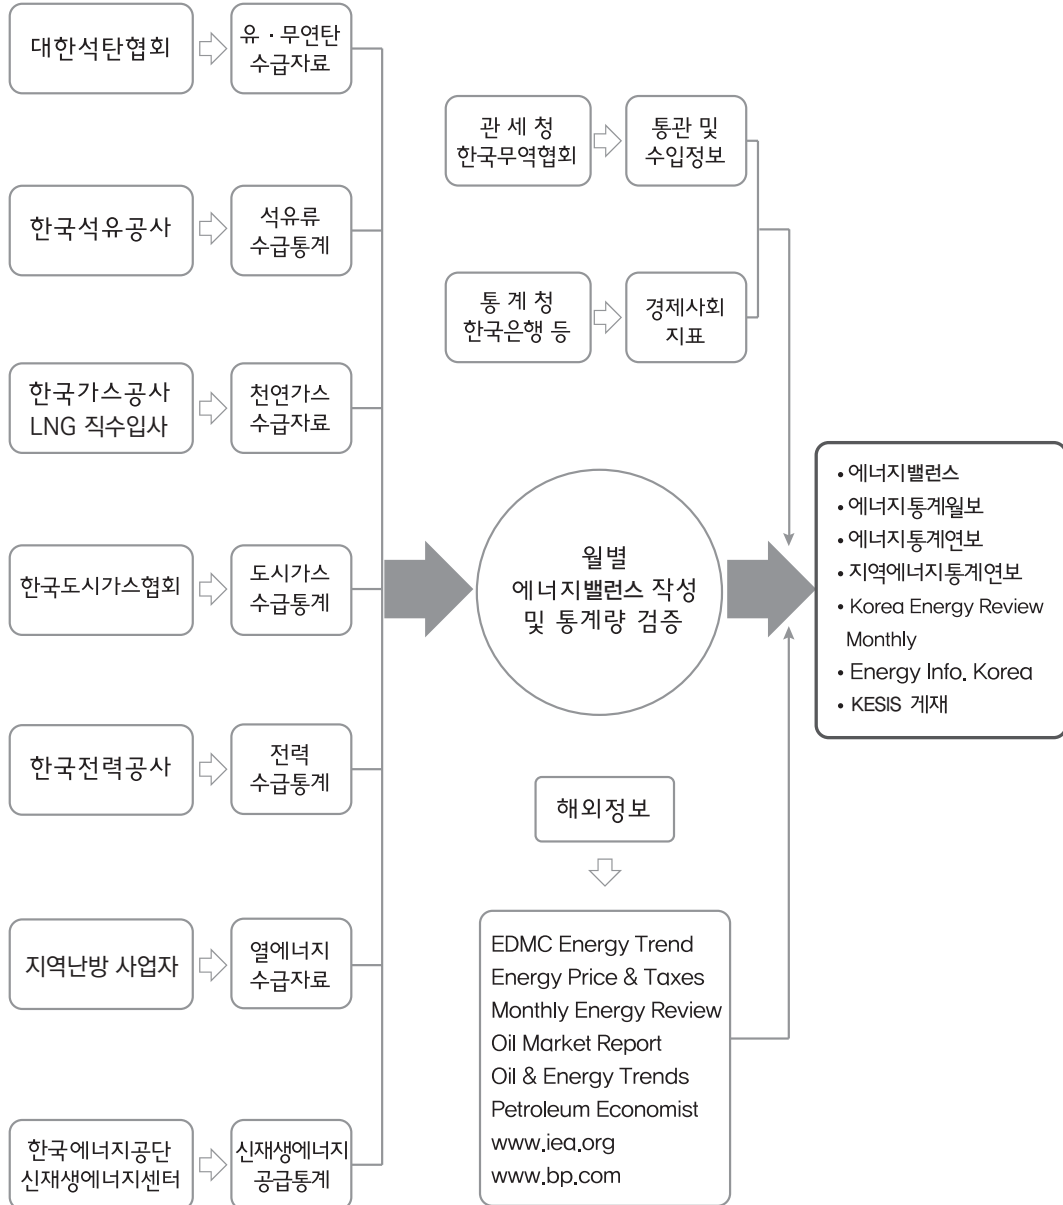 대한석탄협회
유 · 무연탄
수급자료
한국석유공사
석유류
수급통계
한국가스공사
LNG 직수입사
천연가스
수급자료
한국도시가스협회
도시가스
수급통계
한국전력공사
전력
수급통계
지역난방 사업자
열에너지
수급자료
한국에너지공단
신재생에너지센터
신재생에너지
공급통계
관 세 청
한국무역협회
통관 및
수입정보
통 계 청
한국은행 등
경제사회
지표
월별
에너지밸런스 작성
및 통계량 검증
해외정보
EDMC Energy Trend
Energy Price & Taxes
Monthly Energy Review
Oil Market Report
Oil & Energy Trends
Petroleum Economist
www.iea.org
www.bp.com
• 에너지밸런스
• 에너지통계월보
• 에너지통계연보
• 지역에너지통계연보
• Korea Energy Review
Monthly
• Energy Info. Korea
• KESIS 게재